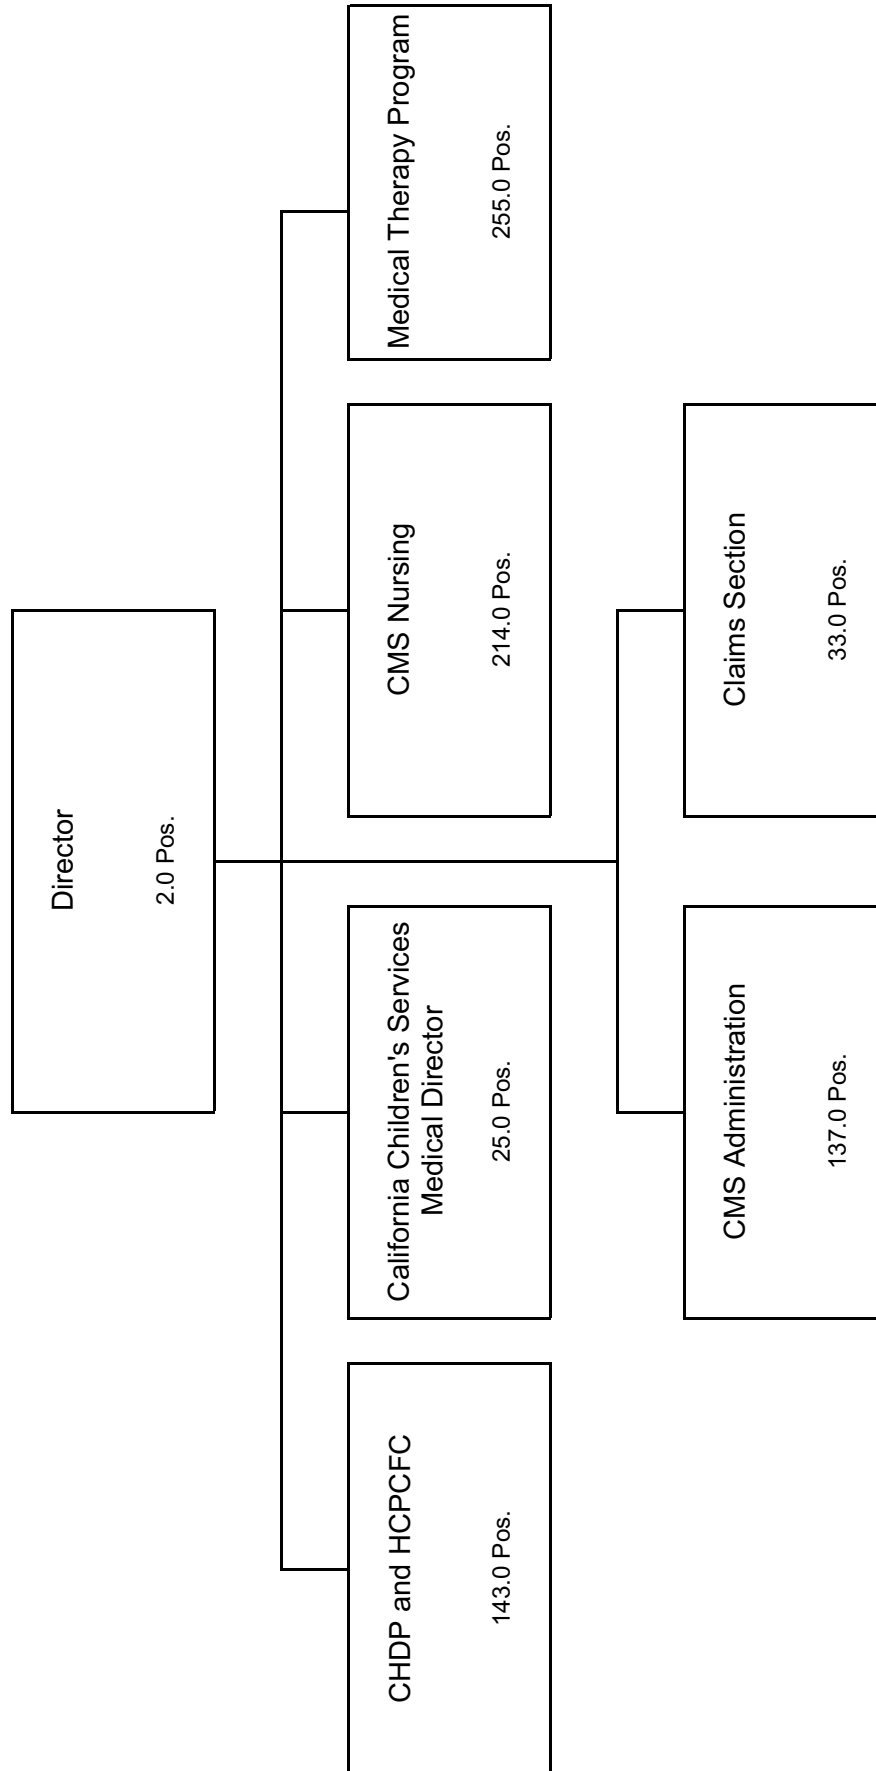 Director
2.0 Pos.
CHDP and HCPCFC
143.0 Pos.
California Children's Services
Medical Director
25.0 Pos.
CMS Nursing
214.0 Pos.
Medical Therapy Program
255.0 Pos.
CMS Administration
137.0 Pos.
Claims Section
33.0 Pos.